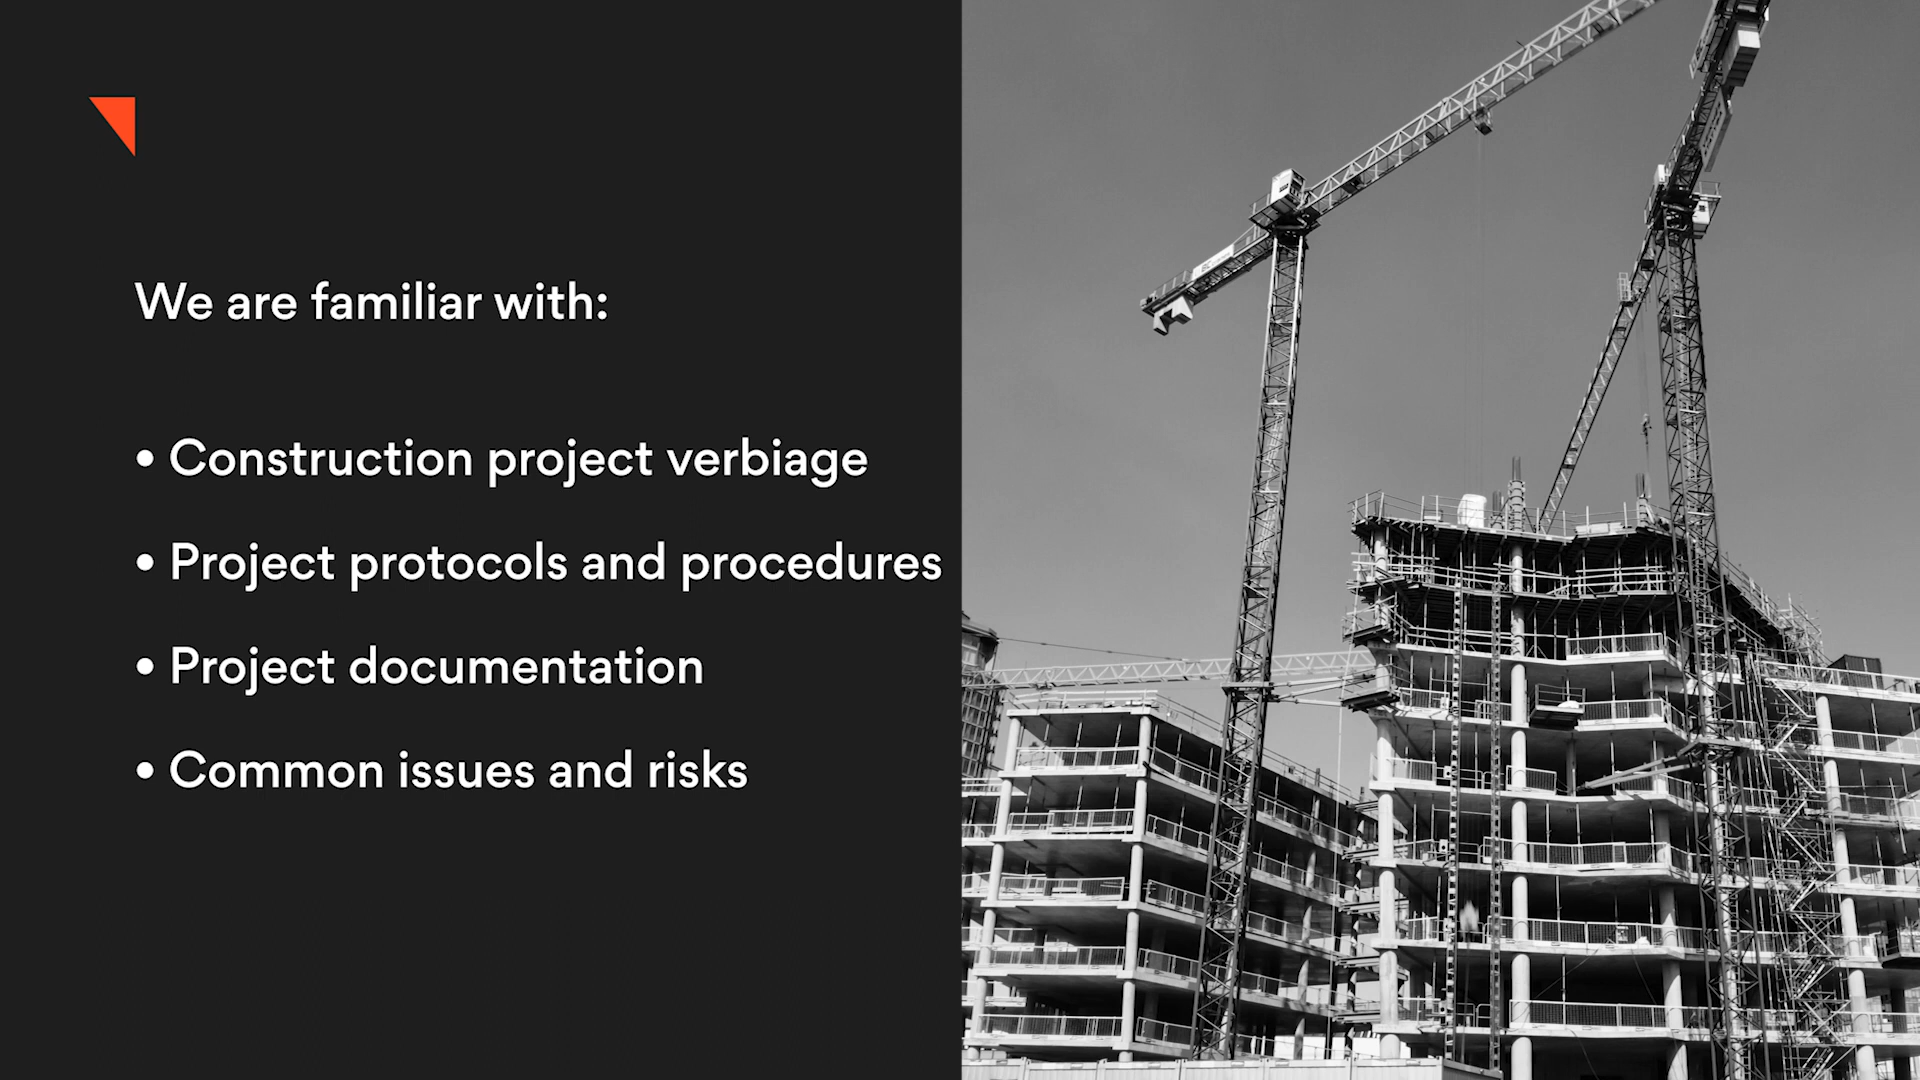 We are familiar with:
• Construction project verbiage
• Project protocols and procedures
• Project documentation
• Common issues and risks